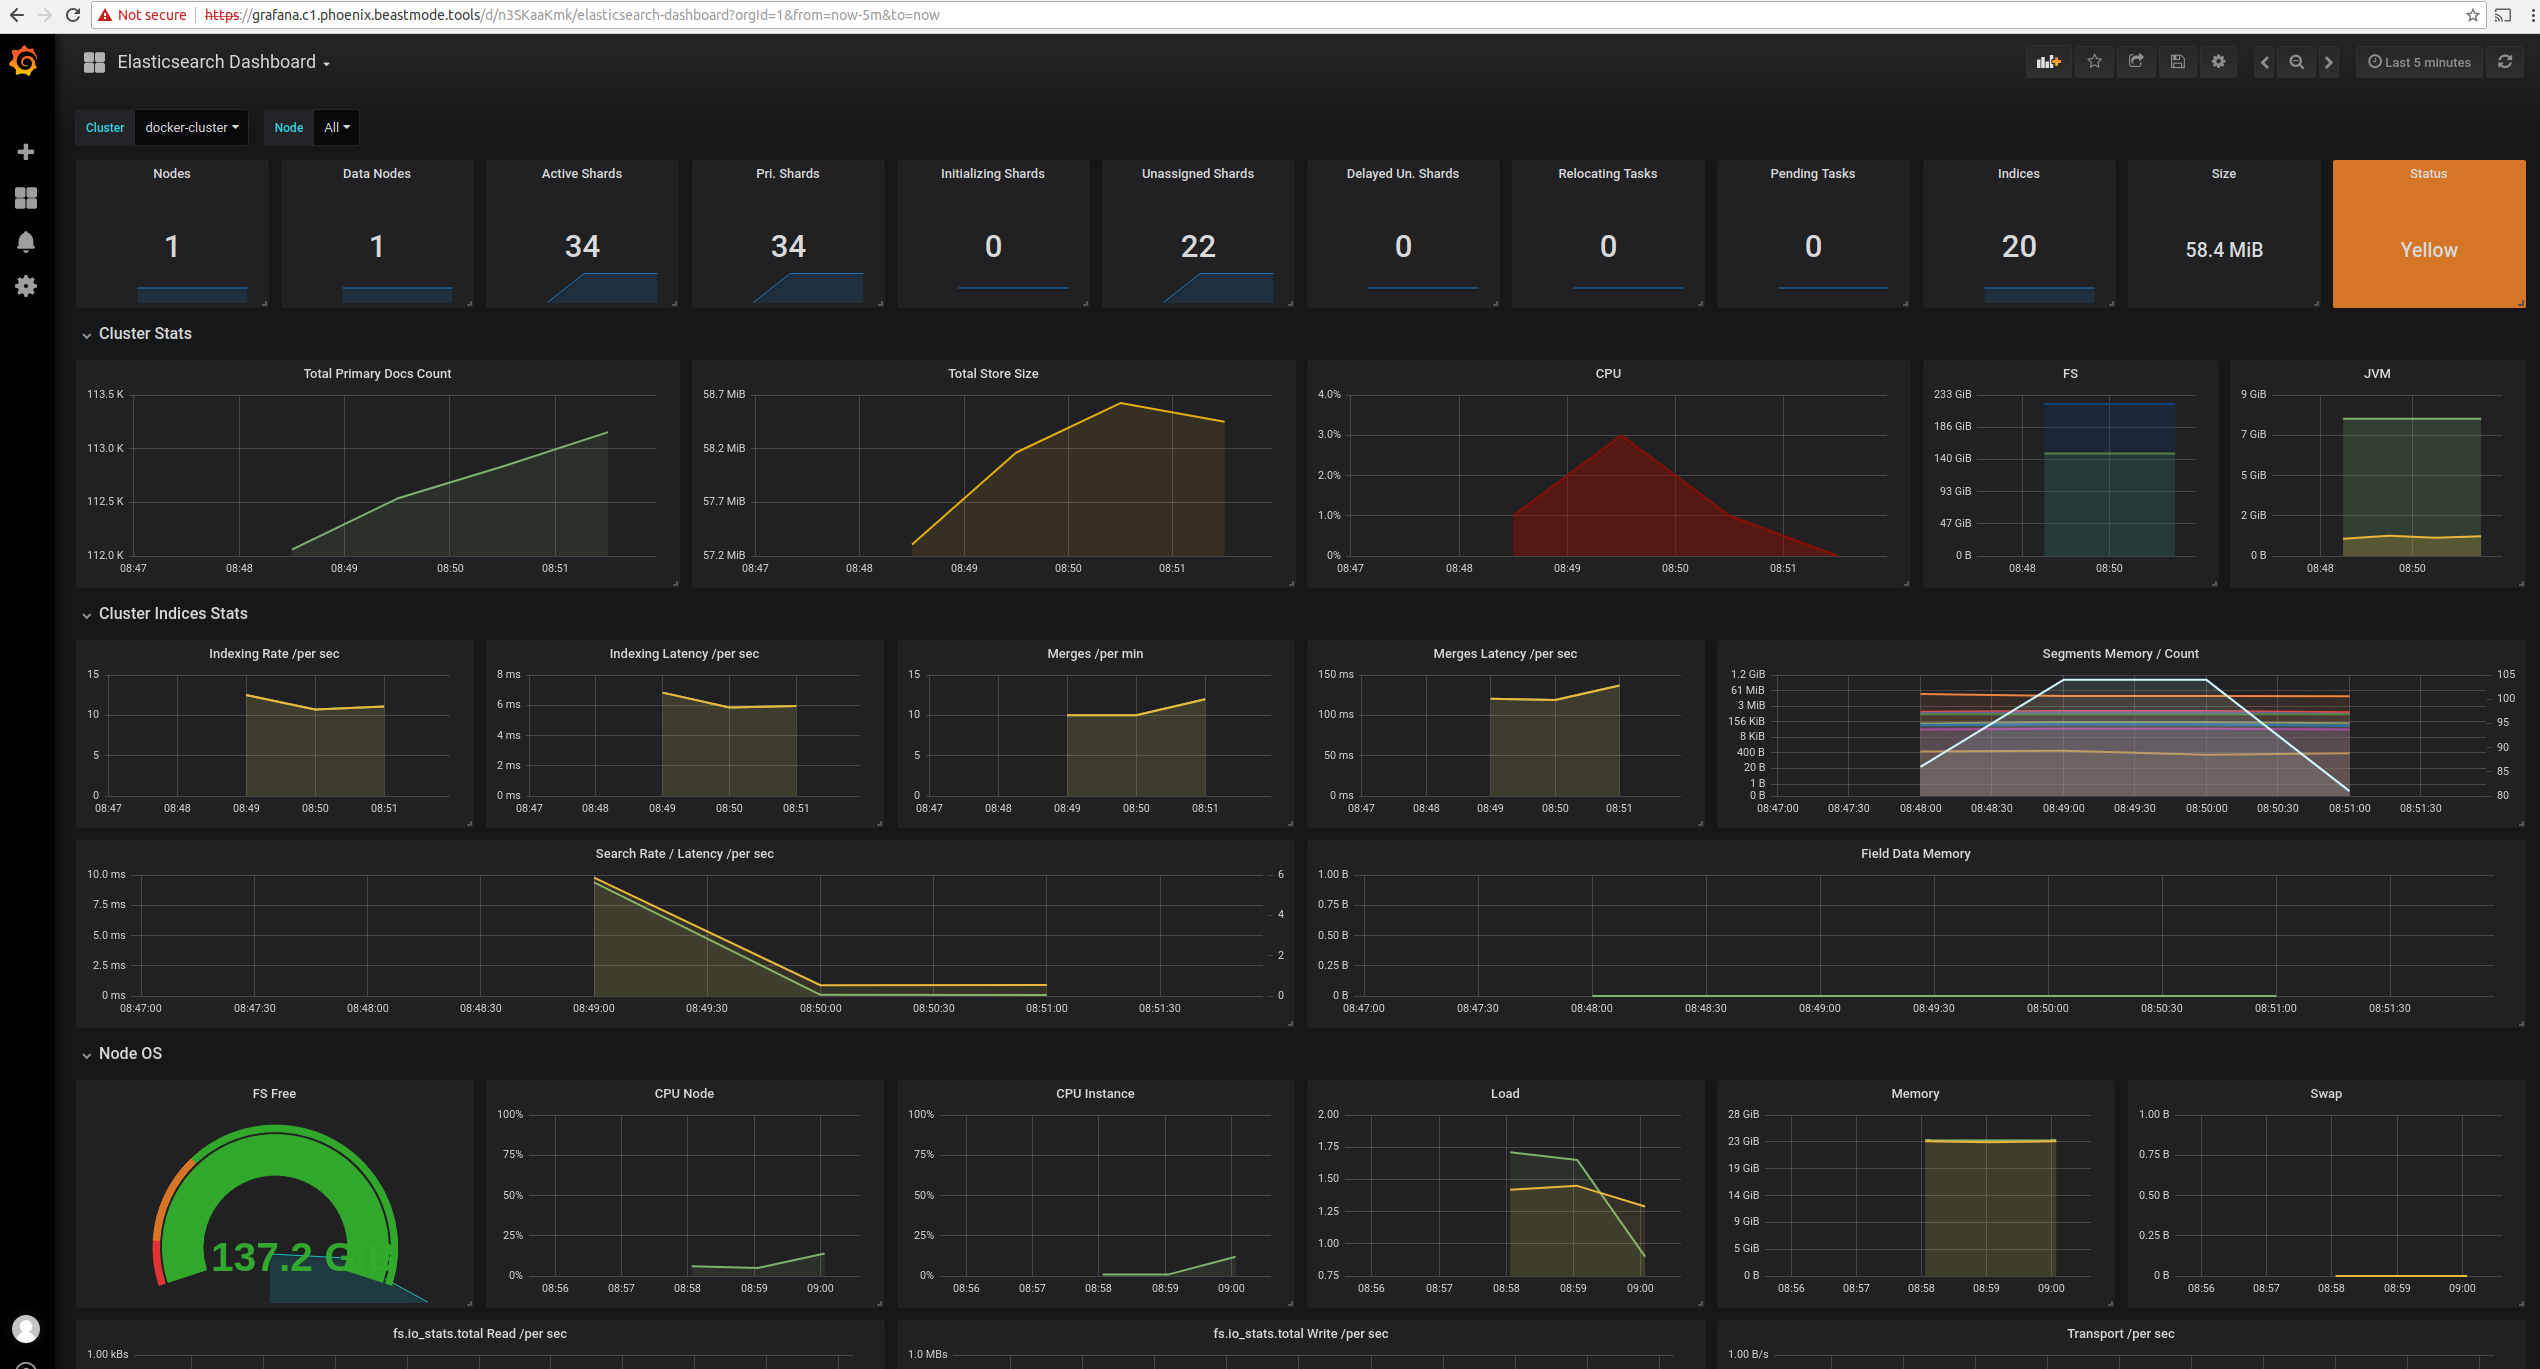 Not secure https://grafana.c1.phoenix.beastmode.tools/d/n3SKaaKmk/elasticsearch-dashboard?orgId=1&from=now-5m&to=now
Elasticsearch Dashboard
Last 5 minutes
Cluster docker-cluster Node All
Nodes Data Nodes Active Shards Pri. Shards Initializing Shards Unassigned Shards Delayed Un. Shards Relocating Tasks Pending Tasks Indices Size Status
1 1 34 34 0 22 0 0 0 20 58.4 MiB Yellow
Cluster Stats
Total Primary Docs Count
113.5 K
113.0 K
112.5 K
112.0 K
08:47 08:48 08:49 08:50 08:51
Total Store Size
58.7 MiB
58.2 MiB
57.7 MiB
57.2 MiB
08:47 08:48 08:49 08:50 08:51
CPU
4.0%
3.0%
2.0%
1.0%
0%
08:47 08:48 08:49 08:50 08:51
FS
233 GiB
186 GiB
140 GiB
93 GiB
47 GiB
0 B
08:48 08:50
JVM
9 GiB
7 GiB
5 GiB
2 GiB
0 B
08:48 08:50
Cluster Indices Stats
Indexing Rate /per sec
15
10
5
0
08:47 08:48 08:49 08:50 08:51
Indexing Latency /per sec
8 ms
6 ms
4 ms
2 ms
0 ms
08:47 08:48 08:49 08:50 08:51
Merges /per min
15
10
5
0
08:47 08:48 08:49 08:50 08:51
Merges Latency /per sec
150 ms
100 ms
50 ms
0 ms
08:47 08:48 08:49 08:50 08:51
Segments Memory / Count
1.2 GiB 105
61 MiB 100
3 MiB
156 KiB 95
8 KiB
400 B 90
20 B 85
1 B
0 B 80
08:47:00 08:47:30 08:48:00 08:48:30 08:49:00 08:49:30 08:50:00 08:50:30 08:51:00 08:51:30
Search Rate / Latency /per sec
10.0 ms 6
7.5 ms 4
5.0 ms
2.5 ms 2
0 ms 0
08:47:00 08:47:30 08:48:00 08:48:30 08:49:00 08:49:30 08:50:00 08:50:30 08:51:00 08:51:30
Field Data Memory
1.00 B
0.75 B
0.50 B
0.25 B
0 B
08:47:00 08:47:30 08:48:00 08:48:30 08:49:00 08:49:30 08:50:00 08:50:30 08:51:00 08:51:30
Node OS
FS Free
137.2 GiB
CPU Node
100%
75%
50%
25%
0%
08:56 08:57 08:58 08:59 09:00
CPU Instance
100%
75%
50%
25%
0%
08:56 08:57 08:58 08:59 09:00
Load
2.00
1.75
1.50
1.25
1.00
0.75
08:56 08:57 08:58 08:59 09:00
Memory
28 GiB
23 GiB
19 GiB
14 GiB
9 GiB
5 GiB
0 B
08:56 08:57 08:58 08:59 09:00
Swap
1.00 B
0.75 B
0.50 B
0.25 B
0 B
08:56 08:57 08:58 08:59 09:00
fs.io_stats.total Read /per sec
1.00 kBs
fs.io_stats.total Write /per sec
1.0 MBs
Transport /per sec
1.00 B/s